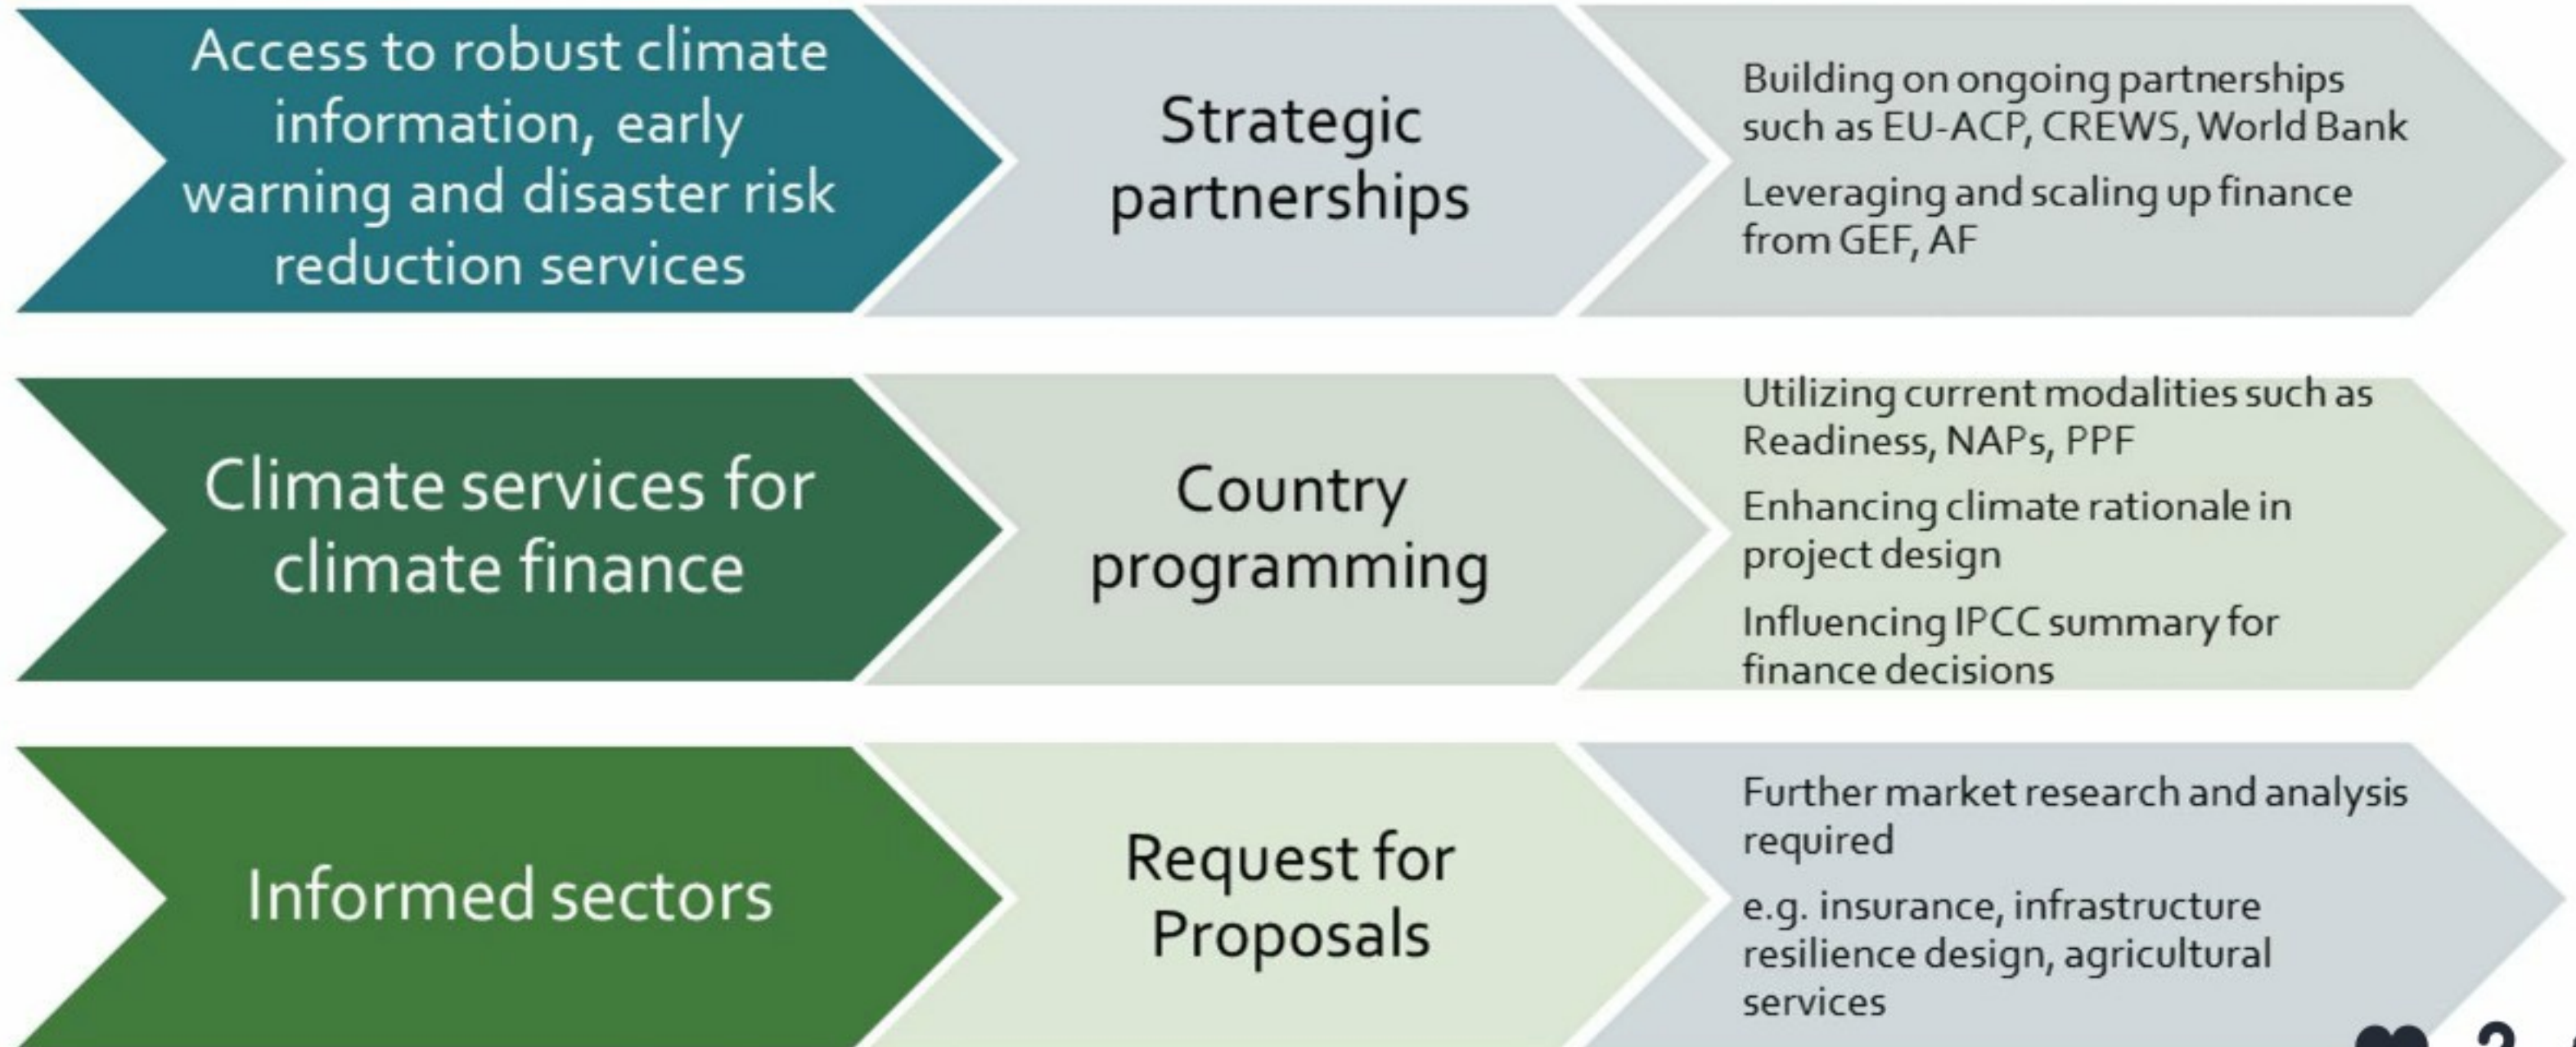 Access to robust climate
information, early
warning and disaster risk
reduction services
Strategic
partnerships
Building on ongoing partnerships
such as EU-ACP, CREWS, World Bank
Leveraging and scaling up finance
from GEF, AF
Climate services for
climate finance
Country
programming
Utilizing current modalities such as
Readiness, NAPs, PPF
Enhancing climate rationale in
project design
Influencing IPCC summary for
finance decisions
Informed sectors
Request for
Proposals
Further market research and analysis
required
e.g. insurance, infrastructure
resilience design, agricultural
services